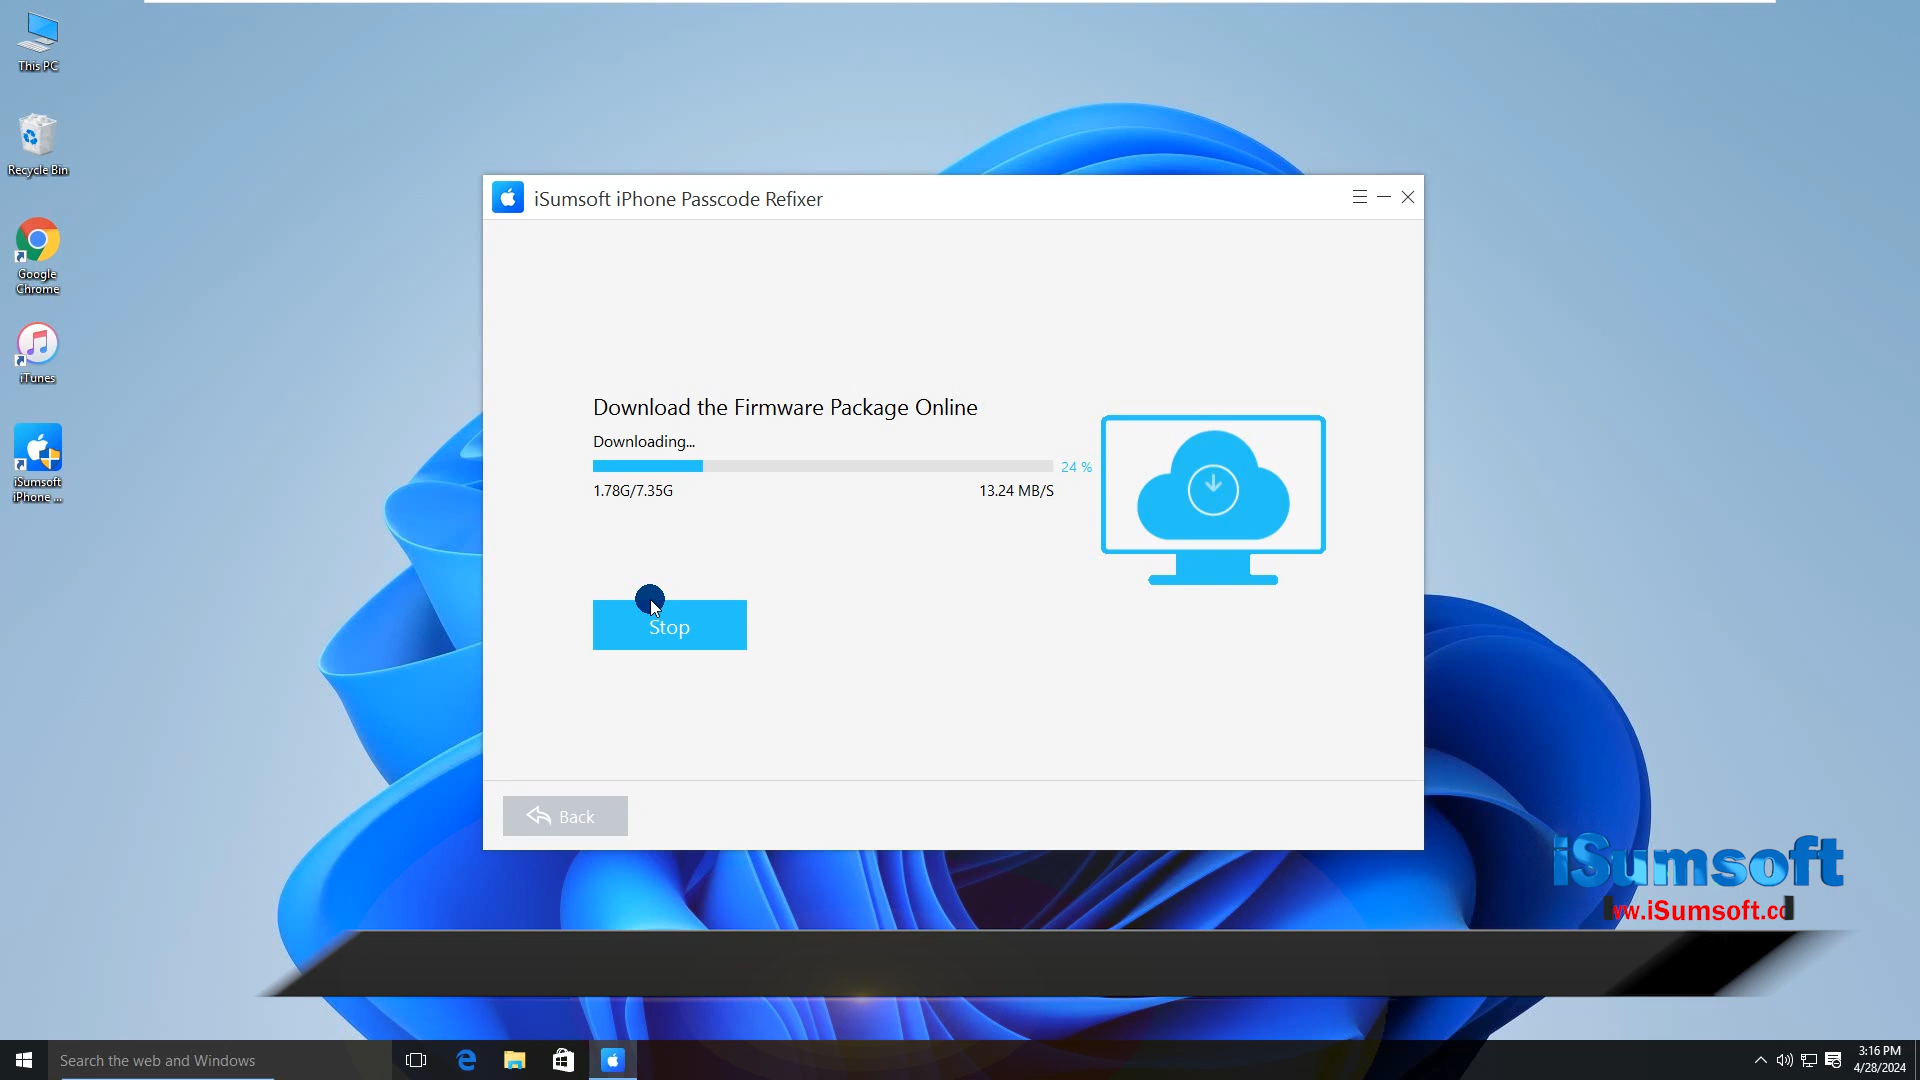 This PC
Recycle Bin
Google
Chrome
iTunes
iSumsoft
iPhone ...
iSumsoft iPhone Passcode Refixer
Download the Firmware Package Online
Downloading...
24 %
1.78G/7.35G
13.24 MB/S
Stop
Back
iSumsoft
ww.iSumsoft.co
Search the web and Windows
3:16 PM
4/28/2024